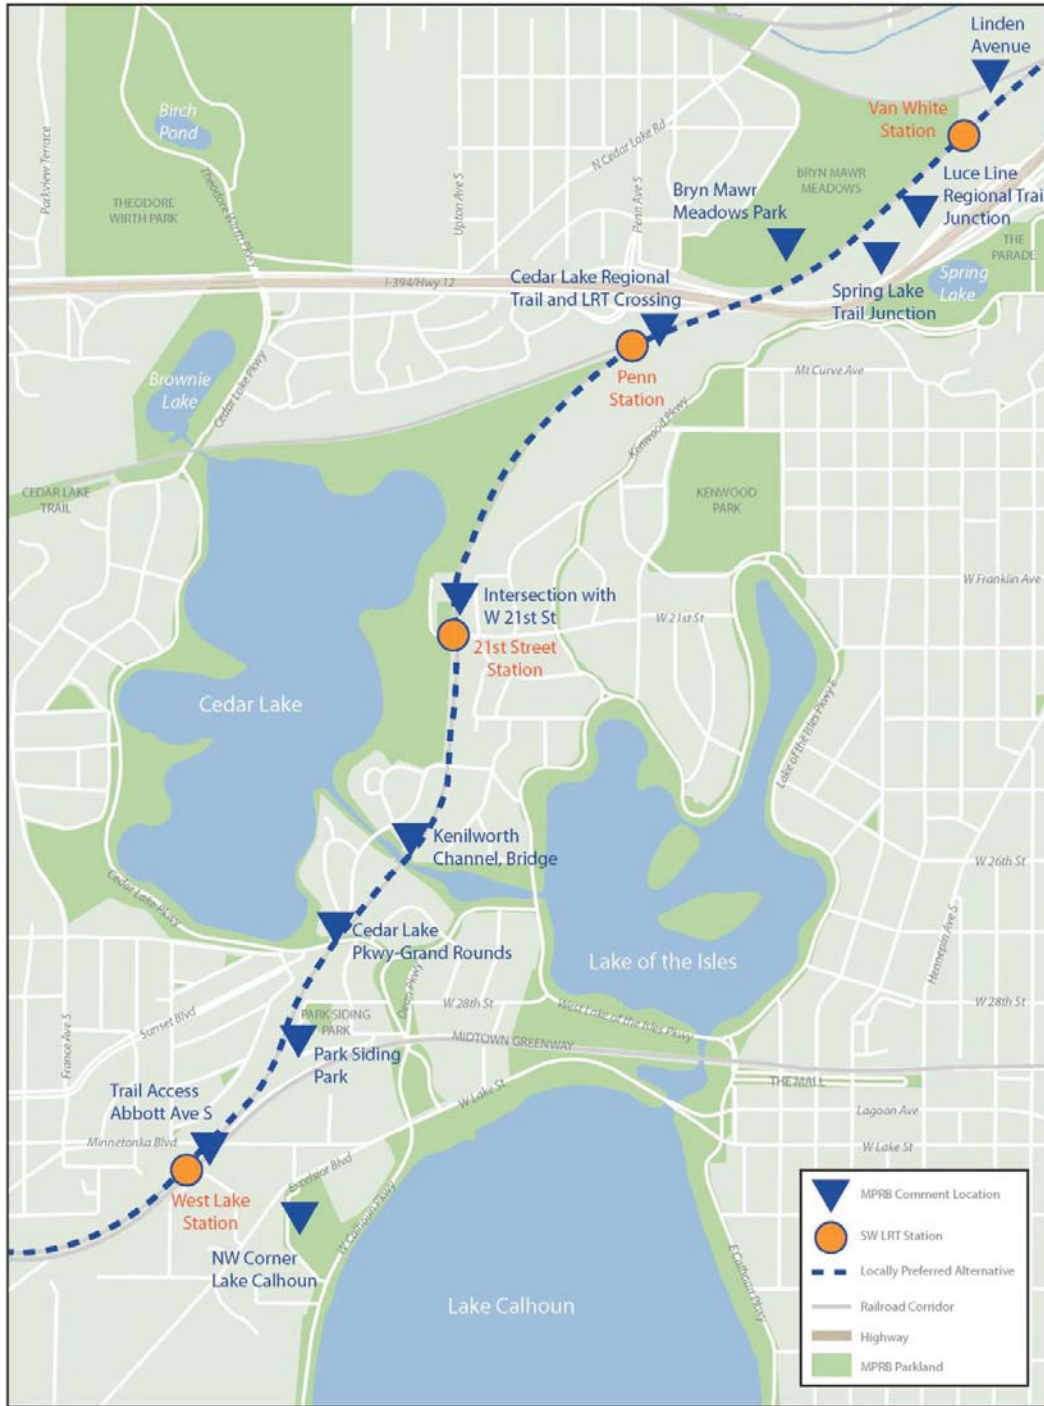 Linden
Avenue
Van White
Station
Birch
Pond
N Cedar Lake Rd
Parkview Terrace
Theodore Wirth Pkwy
Upton Ave S
Penn Ave S
BRYN MAWR
MEADOWS
Luce Line
Regional Trail
Junction
Bryn Mawr
Meadows Park
THEODORE
WIRTH PARK
THE
PARADE
Spring
Lake
Cedar Lake Regional
Trail and LRT Crossing
I-394/Hwy 12
Spring Lake
Trail Junction
Brownie
Lake
Cedar Lake Pkwy
Penn
Station
Mt Curve Ave
Kenwood Pkwy
CEDAR LAKE
TRAIL
KENWOOD
PARK
W Franklin Ave
Intersection with
W 21st St
W 21st St
21st Street
Station
Cedar Lake
Lake of the Isles Pkwy E
Kenilworth
Channel, Bridge
W 26th St
Cedar Lake Pkwy
Cedar Lake
Pkwy-Grand Rounds
Hennepin Ave S
Lake of the Isles
Dean Pkwy
W 28th St
West Lake of the Isles Pkwy
W 28th St
Sunset Blvd
France Ave S
PARK SIDING
PARK
MIDTOWN GREENWAY
Park Siding
Park
THE MALL
Trail Access
Abbott Ave S
W Lake St
Lagoon Ave
Minnetonka Blvd
W Lake St
Excelsior Blvd
West Lake
Station
W Calhoun Pkwy
NW Corner
Lake Calhoun
E Calhoun Pkwy
Lake Calhoun
MPRB Comment Location
SW LRT Station
Locally Preferred Alternative
Railroad Corridor
Highway
MPRB Parkland